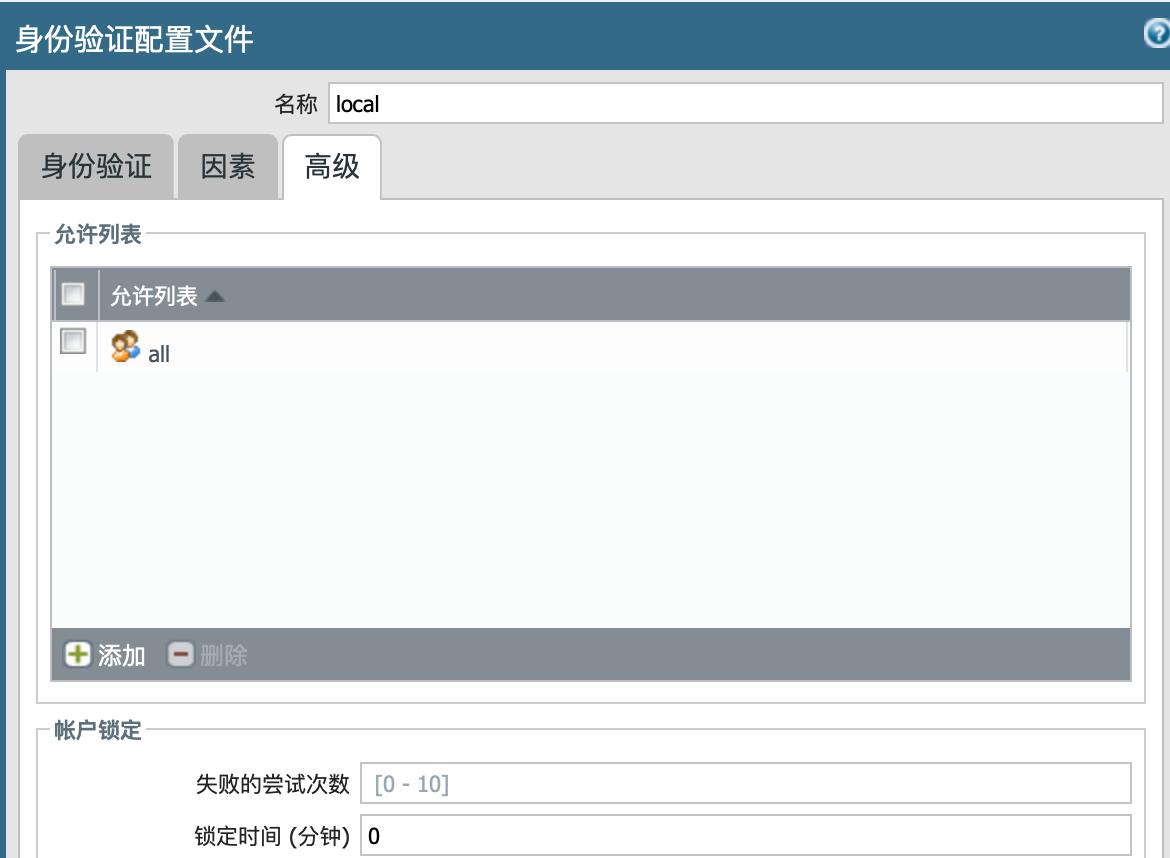 身份验证配置文件
名称 local
身份验证 因素 高级
允许列表
允许列表
all
添加 删除
帐户锁定
失败的尝试次数 [0 - 10]
锁定时间 (分钟) 0